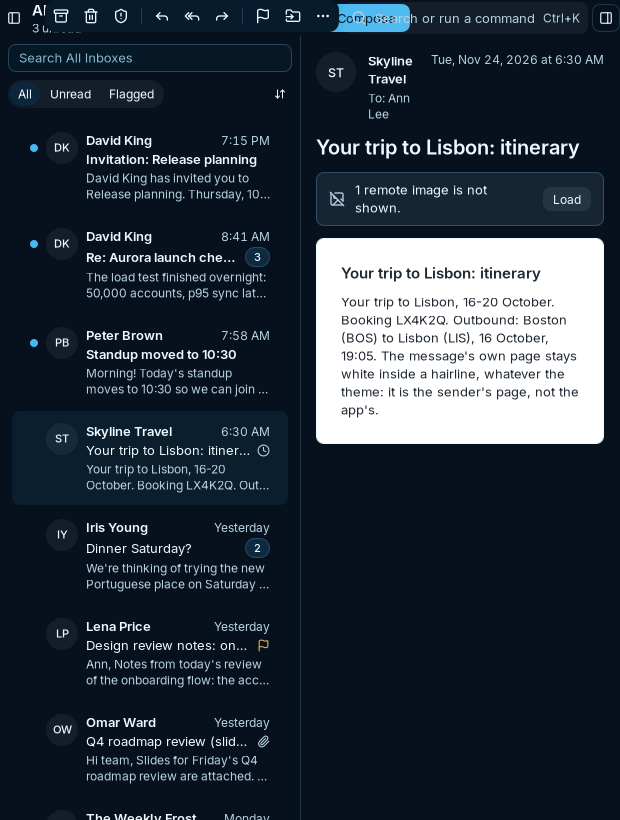 Search or run a command
Ctrl+K
3 unread
Search All Inboxes
All
Unread
Flagged
DK
David King
7:15 PM
Invitation: Release planning
David King has invited you to
Release planning. Thursday, 10...
DK
David King
8:41 AM
Re: Aurora launch che...
3
The load test finished overnight:
50,000 accounts, p95 sync lat...
PB
Peter Brown
7:58 AM
Standup moved to 10:30
Morning! Today's standup
moves to 10:30 so we can join ...
ST
Skyline Travel
6:30 AM
Your trip to Lisbon: itiner...
Your trip to Lisbon, 16-20
October. Booking LX4K2Q. Out...
IY
Iris Young
Yesterday
Dinner Saturday?
2
We're thinking of trying the new
Portuguese place on Saturday ...
LP
Lena Price
Yesterday
Design review notes: on...
Ann, Notes from today's review
of the onboarding flow: the acc...
OW
Omar Ward
Yesterday
Q4 roadmap review (slid...
Hi team, Slides for Friday's Q4
roadmap review are attached. ...
The Weekly Frost
Monday
ST
Skyline
Travel
Tue, Nov 24, 2026 at 6:30 AM
To: Ann
Lee
Your trip to Lisbon: itinerary
1 remote image is not
shown.
Load
Your trip to Lisbon: itinerary
Your trip to Lisbon, 16-20 October.
Booking LX4K2Q. Outbound: Boston
(BOS) to Lisbon (LIS), 16 October,
19:05. The message's own page stays
white inside a hairline, whatever the
theme: it is the sender's page, not the
app's.